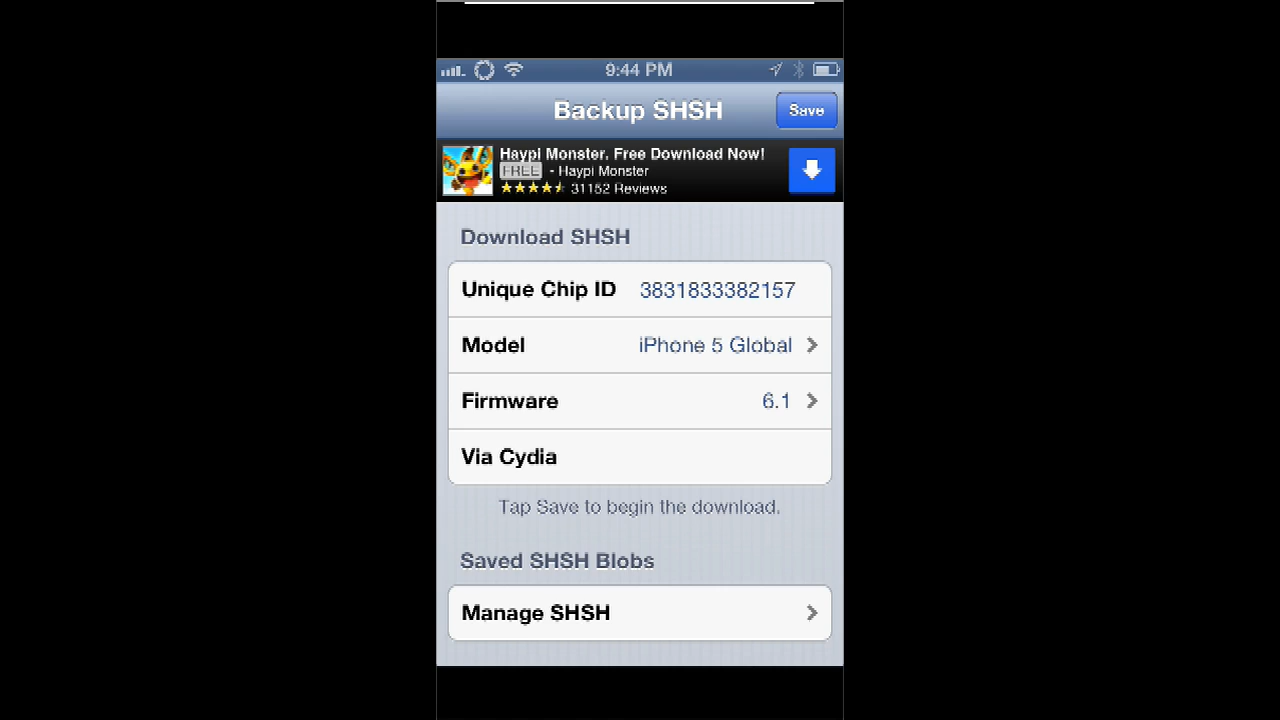 9:44 PM
Backup SHSH
Save
Haypi Monster. Free Download Now!
FREE - Haypi Monster
31152 Reviews
Download SHSH
Unique Chip ID 3831833382157
Model iPhone 5 Global
Firmware 6.1
Via Cydia
Tap Save to begin the download.
Saved SHSH Blobs
Manage SHSH